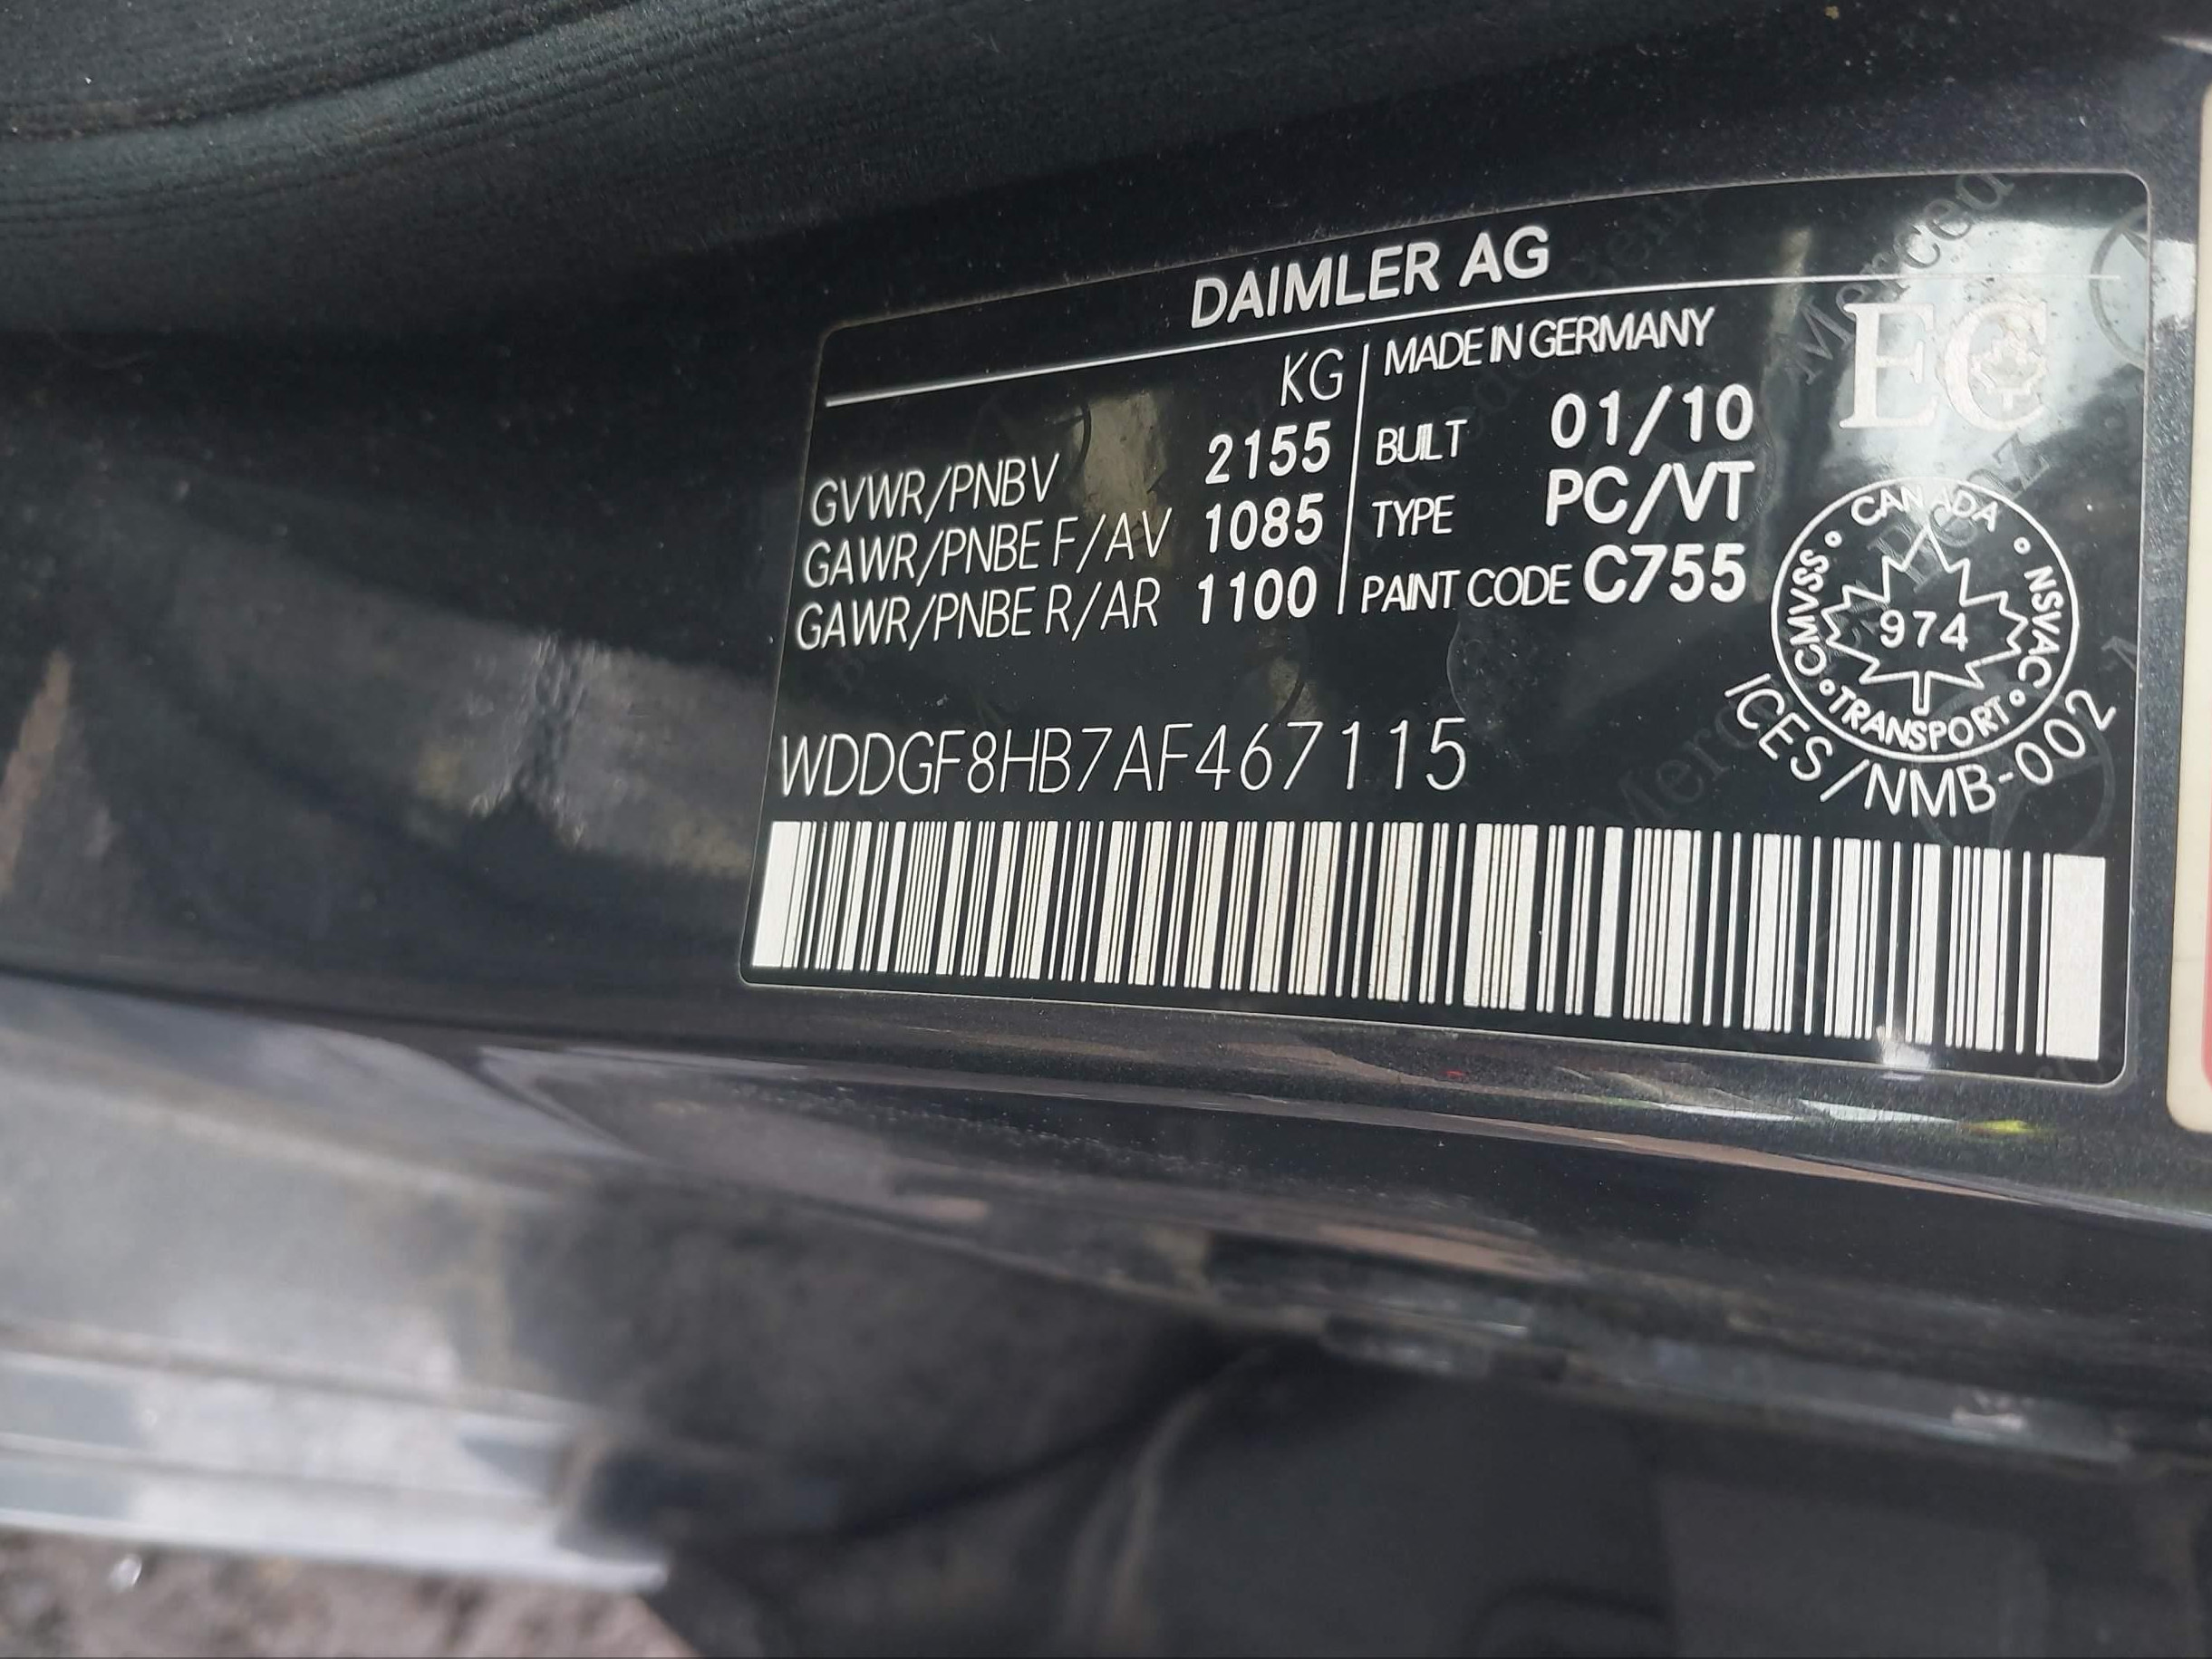 DAIMLER AG
KG
GVWR/PNBV 2155
GAWR/PNBE F/AV 1085
GAWR/PNBE R/AR 1100
MADE IN GERMANY
BUILT 01/10
TYPE PC/VT
PAINT CODE C755
EC
CANADA
CMVSS NSVAC
974
TRANSPORT
ICES/NMB-002
WDDGF8HB7AF467115